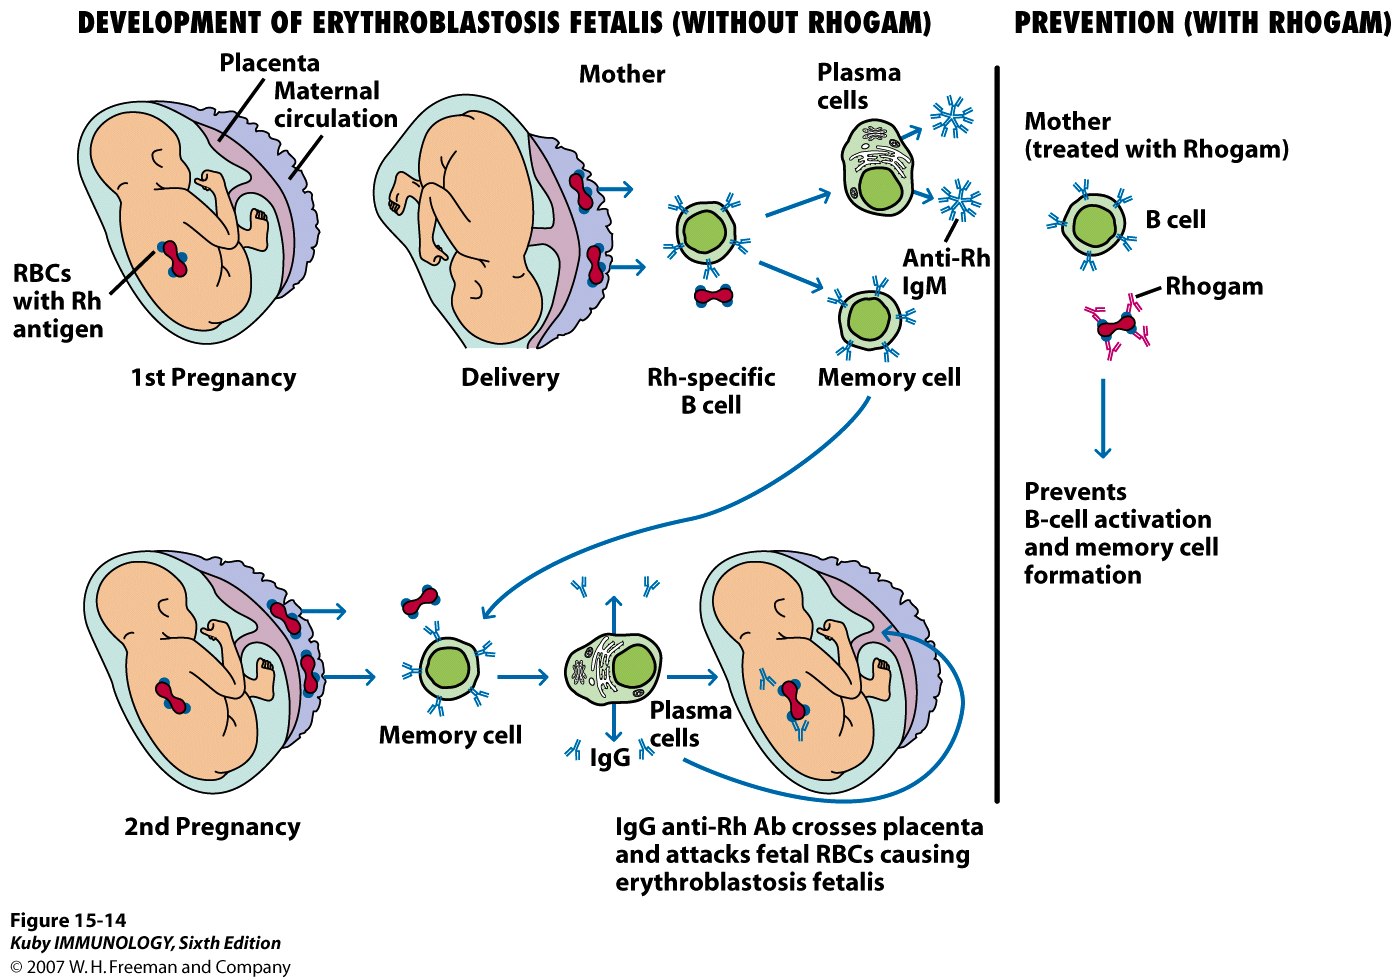 DEVELOPMENT OF ERYTHROBLASTOSIS FETALIS (WITHOUT RHOGAM)
Placenta
Maternal
circulation
RBCs
with Rh
antigen
1st Pregnancy
Delivery
Mother
Rh-specific
B cell
Plasma
cells
Anti-Rh
IgM
Memory cell
2nd Pregnancy
Memory cell
Plasma
cells
IgG
IgG anti-Rh Ab crosses placenta
and attacks fetal RBCs causing
erythroblastosis fetalis
PREVENTION (WITH RHOGAM)
Mother
(treated with Rhogam)
B cell
Rhogam
Prevents
B-cell activation
and memory cell
formation
Figure 15-14
Kuby IMMUNOLOGY, Sixth Edition
© 2007 W. H. Freeman and Company